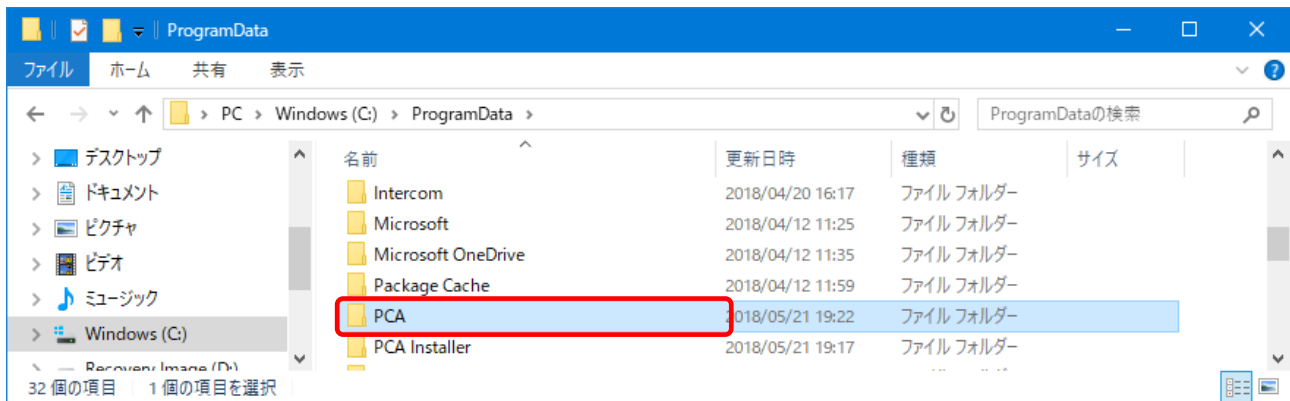 ProgramData
ファイル ホーム 共有 表示
PC › Windows (C:) › ProgramData › ProgramDataの検索
名前 更新日時 種類 サイズ
デスクトップ
ドキュメント
ピクチャ
ビデオ
ミュージック
Windows (C:)
Recovery Image (D:)
Intercom 2018/04/20 16:17 ファイル フォルダー
Microsoft 2018/04/12 11:25 ファイル フォルダー
Microsoft OneDrive 2018/04/12 11:35 ファイル フォルダー
Package Cache 2018/04/12 11:59 ファイル フォルダー
PCA 2018/05/21 19:22 ファイル フォルダー
PCA Installer 2018/05/21 19:17 ファイル フォルダー
32 個の項目 1 個の項目を選択